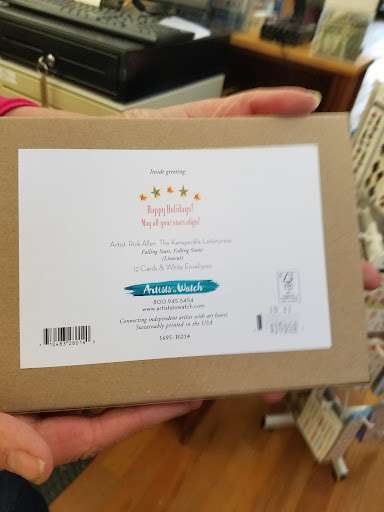 Inside greeting:
Happy Holidays!
May all your stars align!
Artist: Rick Allen, The Kenspeckle Letterpress
Falling Stars, Falling Snow
(Linocut)
12 Cards & White Envelopes
Artists to Watch
800.945.5454
www.artiststowatch.com
Connecting independent artists with art lovers
Sustainably printed in the USA
1695-H014